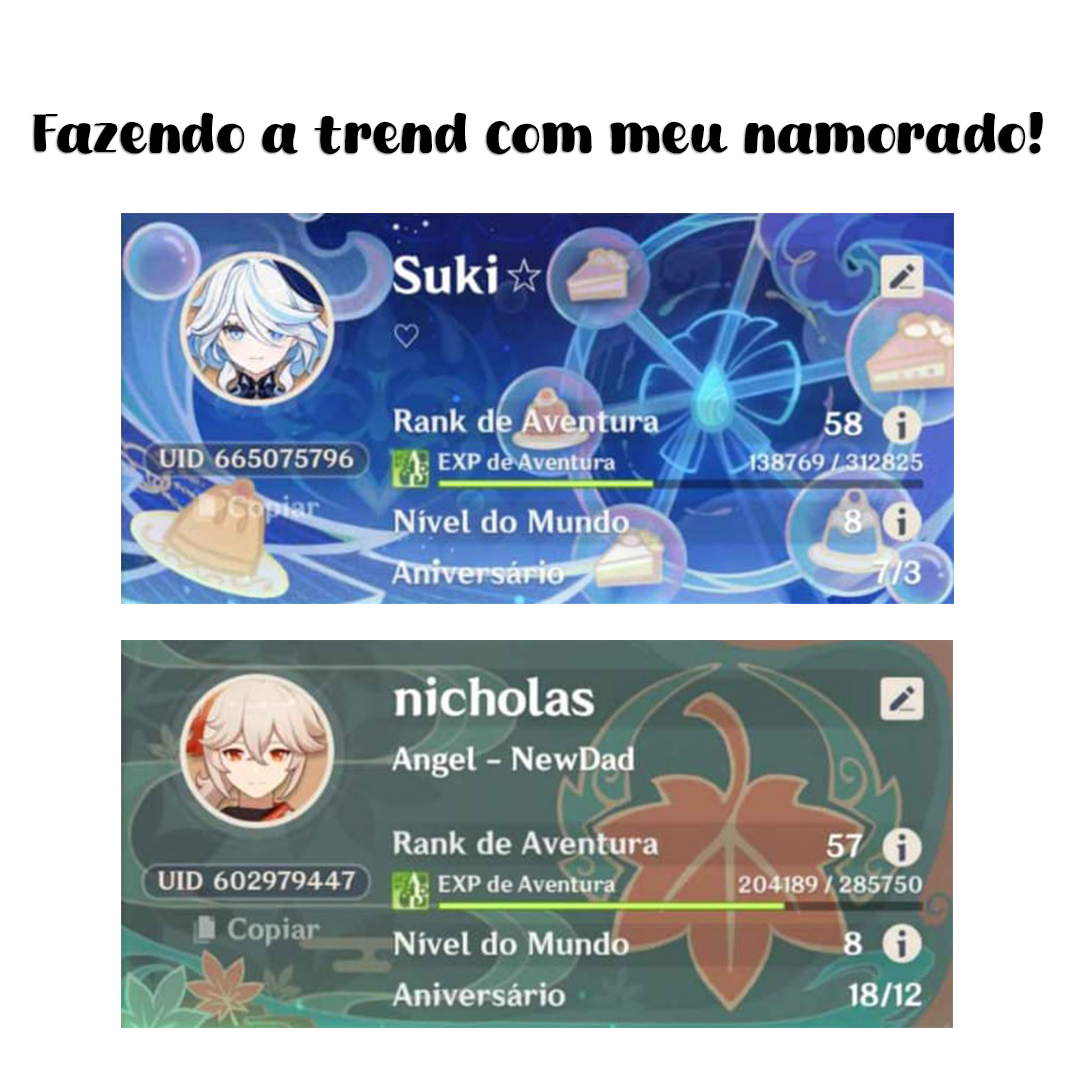 Fazendo a trend com meu namorado!
Suki☆
♡
Rank de Aventura 58
UID 665075796
EXP de Aventura 138769 / 312825
Copiar
Nível do Mundo 8
Aniversário 7/3
nicholas
Angel - NewDad
Rank de Aventura 57
UID 602979447
EXP de Aventura 204189 / 285750
Copiar
Nível do Mundo 8
Aniversário 18/12